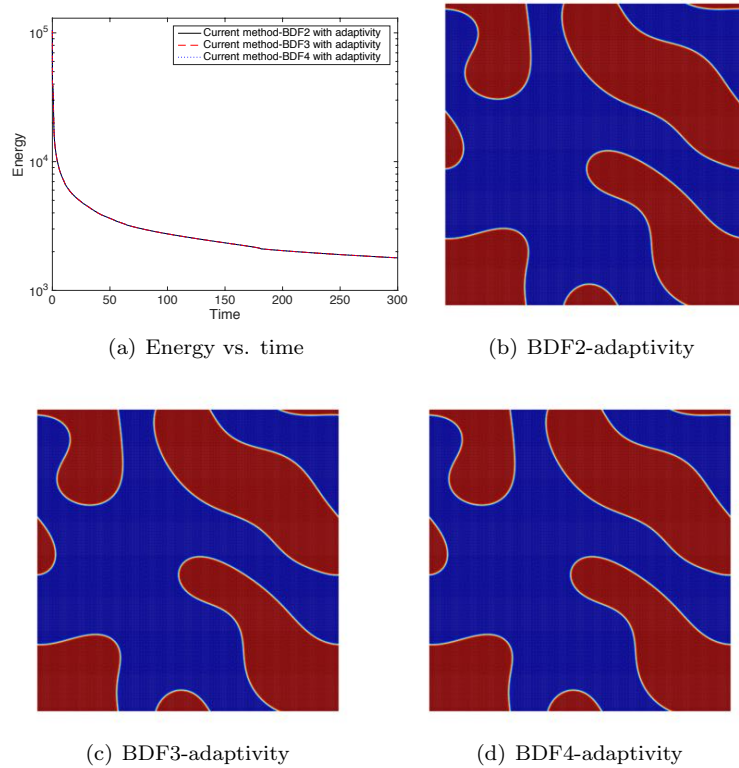 10^5
Current method-BDF2 with adaptivity
Current method-BDF3 with adaptivity
Current method-BDF4 with adaptivity
Energy
10^4
10^3
0 50 100 150 200 250 300
Time
(a) Energy vs. time
(b) BDF2-adaptivity
(c) BDF3-adaptivity
(d) BDF4-adaptivity